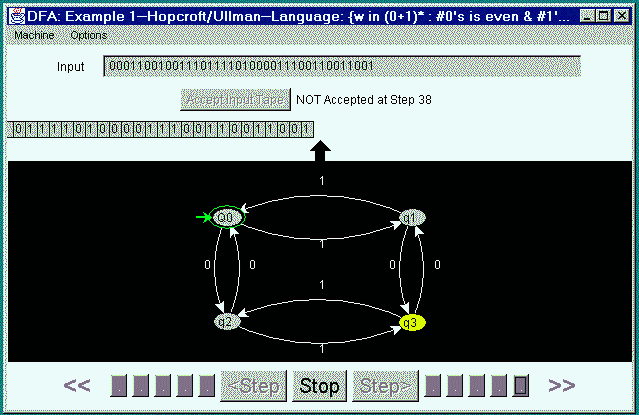 DFA: Example 1—Hopcroft/Ullman—Language: {w in (0+1)* : #0's is even & #1'...
Machine Options
Input 00011001001110111101000011100110011001
Accept Input Tape NOT Accepted at Step 38
0 1 1 1 1 0 1 0 0 0 0 1 1 1 0 0 1 1 0 0 1 1 0 0 1
1
Q0 q1
1
0 0 0 0
1
q2 q3
1
<< . . . . . <Step Stop Step> . . . . . >>